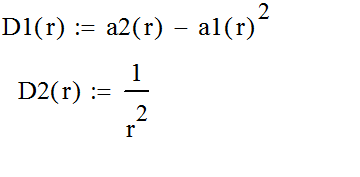 D1(r) := a2(r) − a1(r)²
D2(r) := 1/r²